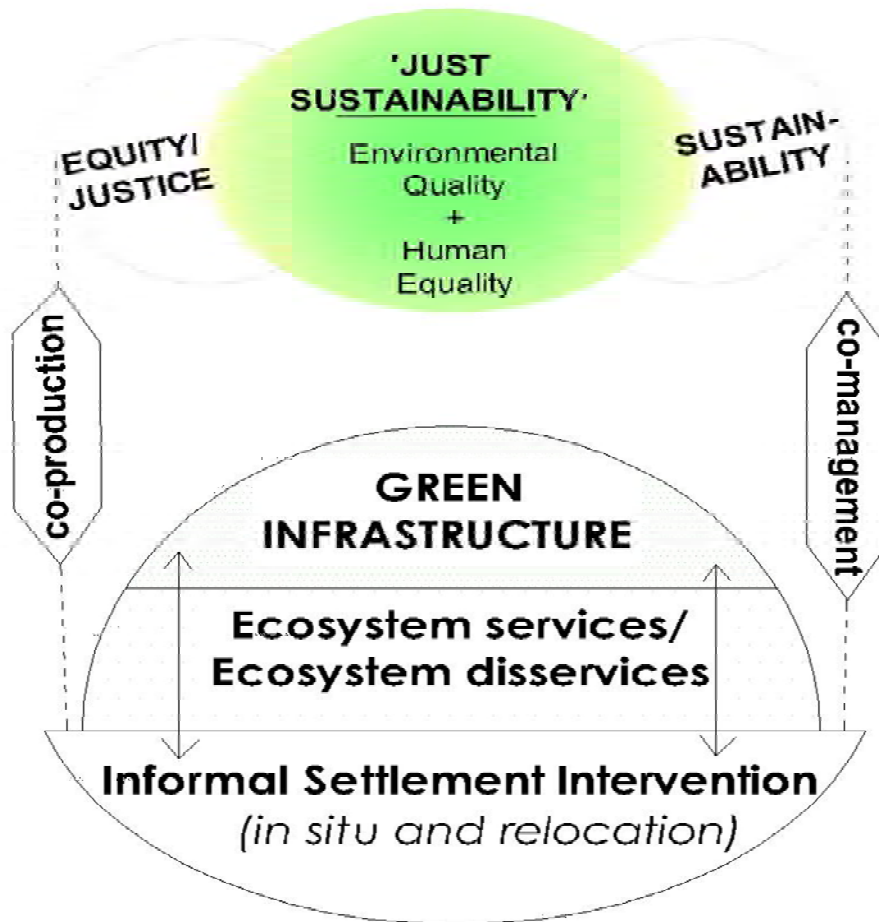 'JUST
SUSTAINABILITY'
Environmental
Quality
+
Human
Equality
EQUITY/
JUSTICE
SUSTAIN-
ABILITY
co-production
co-management
GREEN
INFRASTRUCTURE
Ecosystem services/
Ecosystem disservices
Informal Settlement Intervention
(in situ and relocation)